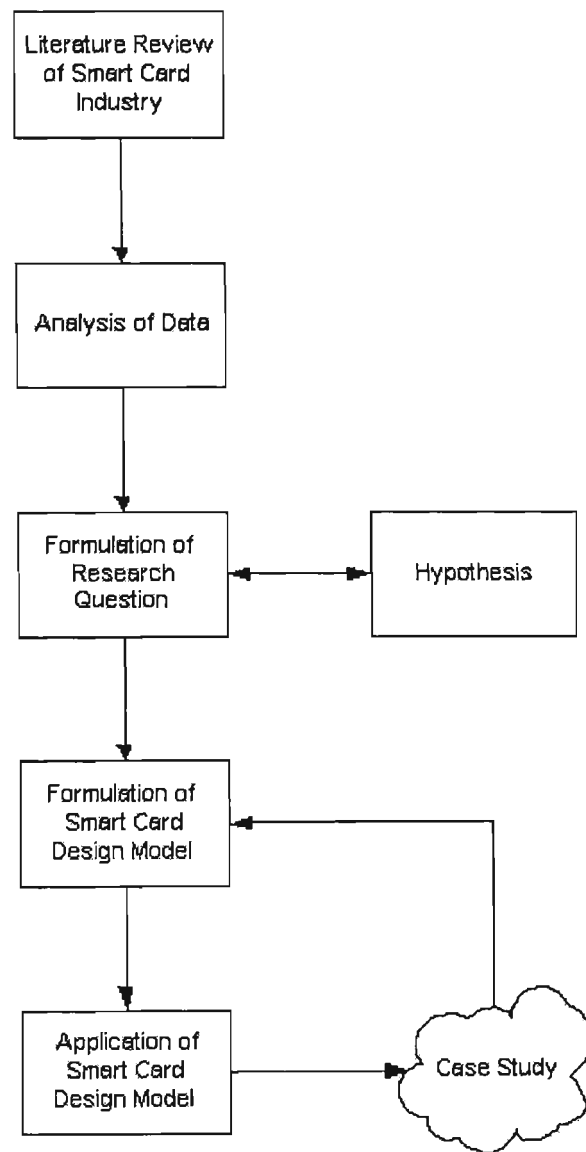 Literature Review
of Smart Card
Industry
Analysis of Data
Formulation of
Research
Question
Hypothesis
Formulation of
Smart Card
Design Model
Application of
Smart Card
Design Model
Case Study